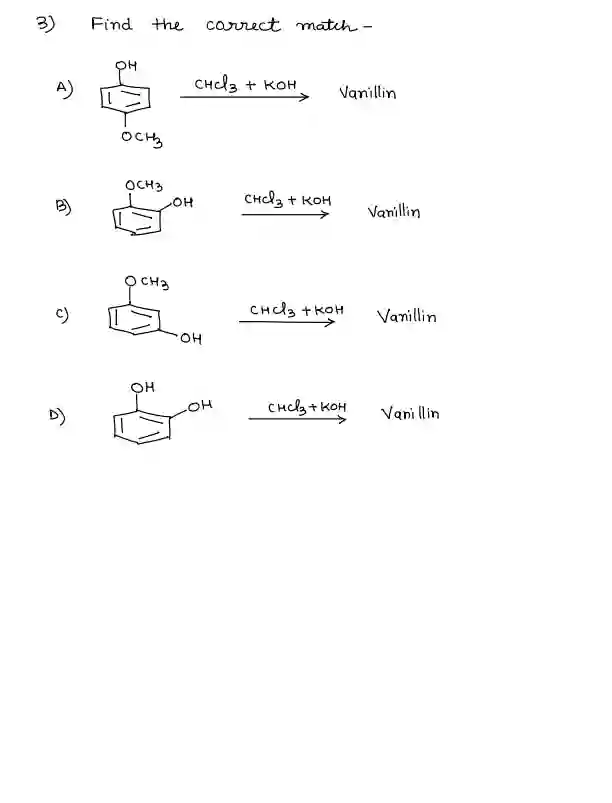 3) Find the correct match -
OH
A) CHCl3 + KOH Vanillin
OCH3
OCH3
B) OH CHCl3 + KOH Vanillin
OCH3
C) CHCl3 + KOH Vanillin
OH
OH
D) OH CHCl3 + KOH Vanillin